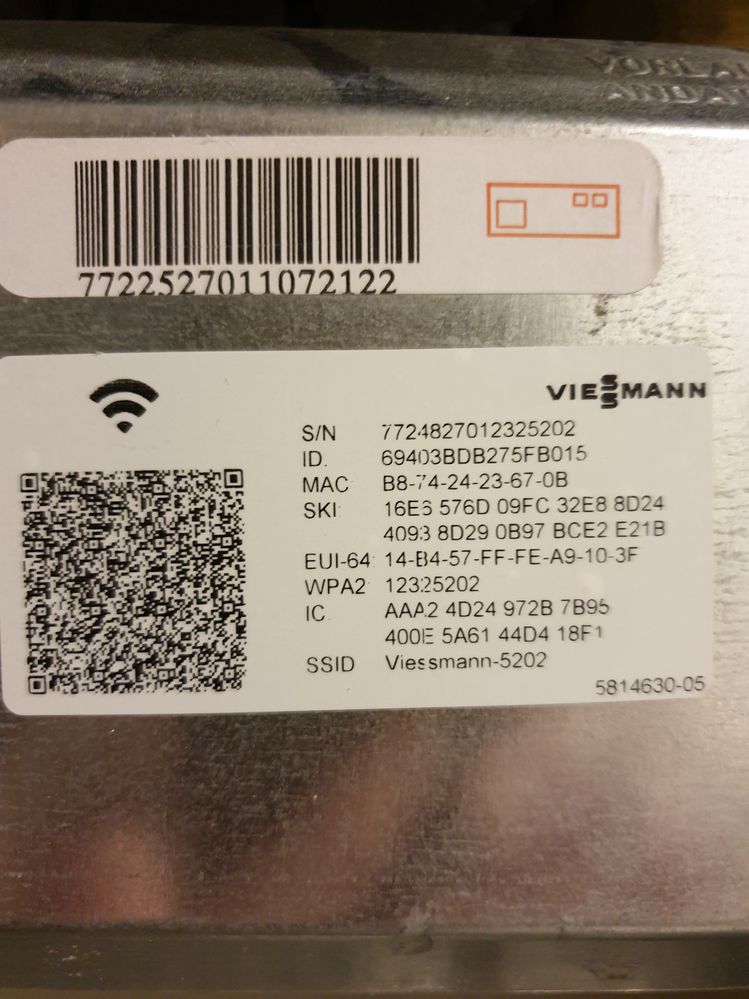 7722527011072122
VIESSMANN
S/N 7724827012325202
ID. 69403BDB275FB015
MAC B8-74-24-23-67-0B
SKI 16E6 576D 09FC 32E8 8D24
4093 8D29 0B97 BCE2 E21B
EUI-64: 14-B4-57-FF-FE-A9-10-3F
WPA2 12325202
IC AAA2 4D24 972B 7B95
400E 5A61 44D4 18F1
SSID Viessmann-5202
5814630-05